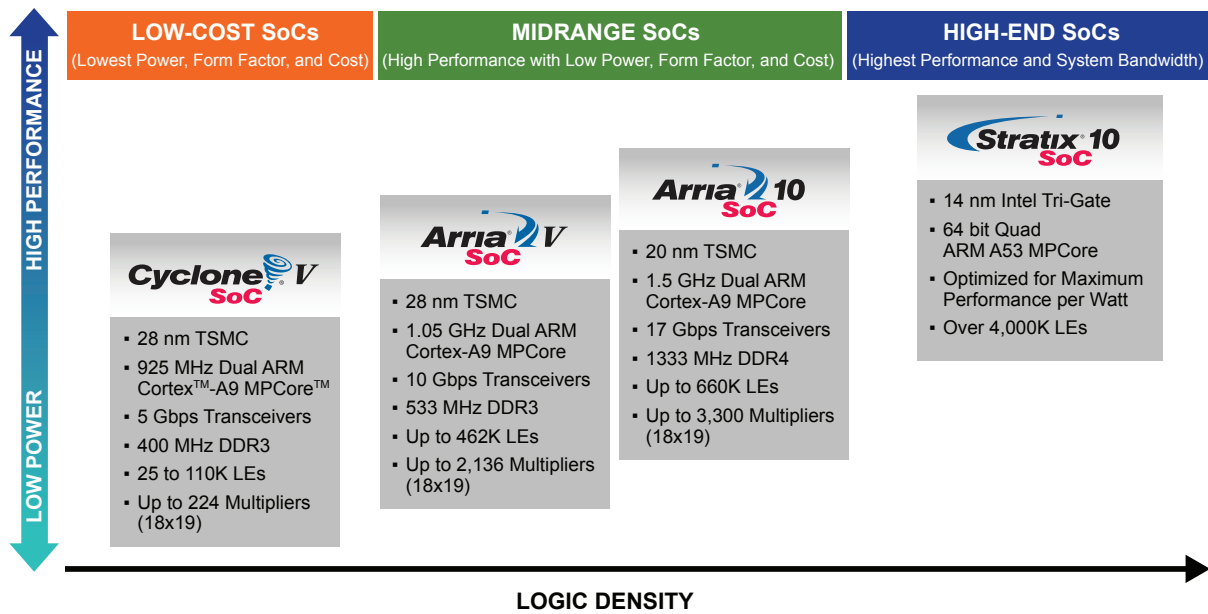 LOW-COST SoCs
(Lowest Power, Form Factor, and Cost)
MIDRANGE SoCs
(High Performance with Low Power, Form Factor, and Cost)
HIGH-END SoCs
(Highest Performance and System Bandwidth)
HIGH PERFORMANCE
LOW POWER
Cyclone® V
SoC
▪ 28 nm TSMC
▪ 925 MHz Dual ARM
Cortex™-A9 MPCore™
▪ 5 Gbps Transceivers
▪ 400 MHz DDR3
▪ 25 to 110K LEs
▪ Up to 224 Multipliers
(18x19)
Arria® V
SoC
▪ 28 nm TSMC
▪ 1.05 GHz Dual ARM
Cortex-A9 MPCore
▪ 10 Gbps Transceivers
▪ 533 MHz DDR3
▪ Up to 462K LEs
▪ Up to 2,136 Multipliers
(18x19)
Arria® 10
SoC
▪ 20 nm TSMC
▪ 1.5 GHz Dual ARM
Cortex-A9 MPCore
▪ 17 Gbps Transceivers
▪ 1333 MHz DDR4
▪ Up to 660K LEs
▪ Up to 3,300 Multipliers
(18x19)
Stratix® 10
SoC
▪ 14 nm Intel Tri-Gate
▪ 64 bit Quad
ARM A53 MPCore
▪ Optimized for Maximum
Performance per Watt
▪ Over 4,000K LEs
LOGIC DENSITY